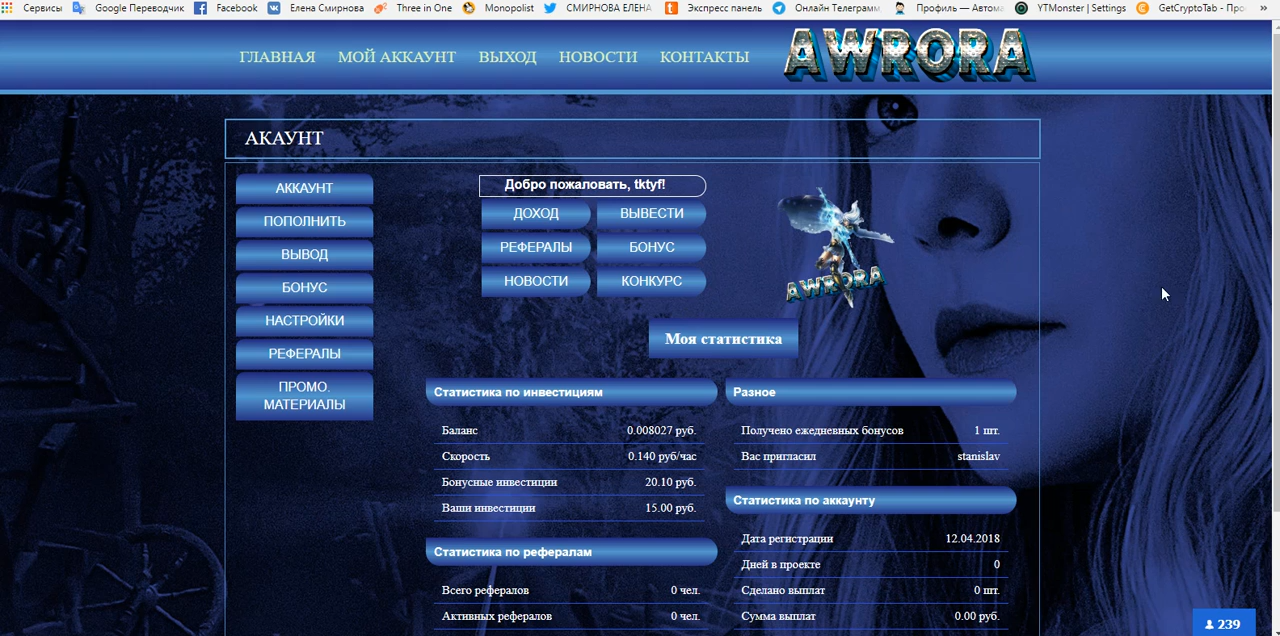 Сервисы Google Переводчик Facebook Елена Смирнова Three in One Monopolist СМИРНОВА ЕЛЕНА Экспресс панель Онлайн Телеграмм Профиль — Автома YTMonster | Settings GetCryptoTab - Про »
ГЛАВНАЯ МОЙ АККАУНТ ВЫХОД НОВОСТИ КОНТАКТЫ AWRORA
АКАУНТ
АККАУНТ
ПОПОЛНИТЬ
ВЫВОД
БОНУС
НАСТРОЙКИ
РЕФЕРАЛЫ
ПРОМО.
МАТЕРИАЛЫ
Добро пожаловать, tktyf!
ДОХОД ВЫВЕСТИ
РЕФЕРАЛЫ БОНУС
НОВОСТИ КОНКУРС
AWRORA
Моя статистика
Статистика по инвестициям
Баланс 0.008027 руб.
Скорость 0.140 руб/час
Бонусные инвестиции 20.10 руб.
Ваши инвестиции 15.00 руб.
Статистика по рефералам
Всего рефералов 0 чел.
Активных рефералов 0 чел.
Разное
Получено ежедневных бонусов 1 шт.
Вас пригласил stanislav
Статистика по аккаунту
Дата регистрации 12.04.2018
Дней в проекте 0
Сделано выплат 0 шт.
Сумма выплат 0.00 руб.
239